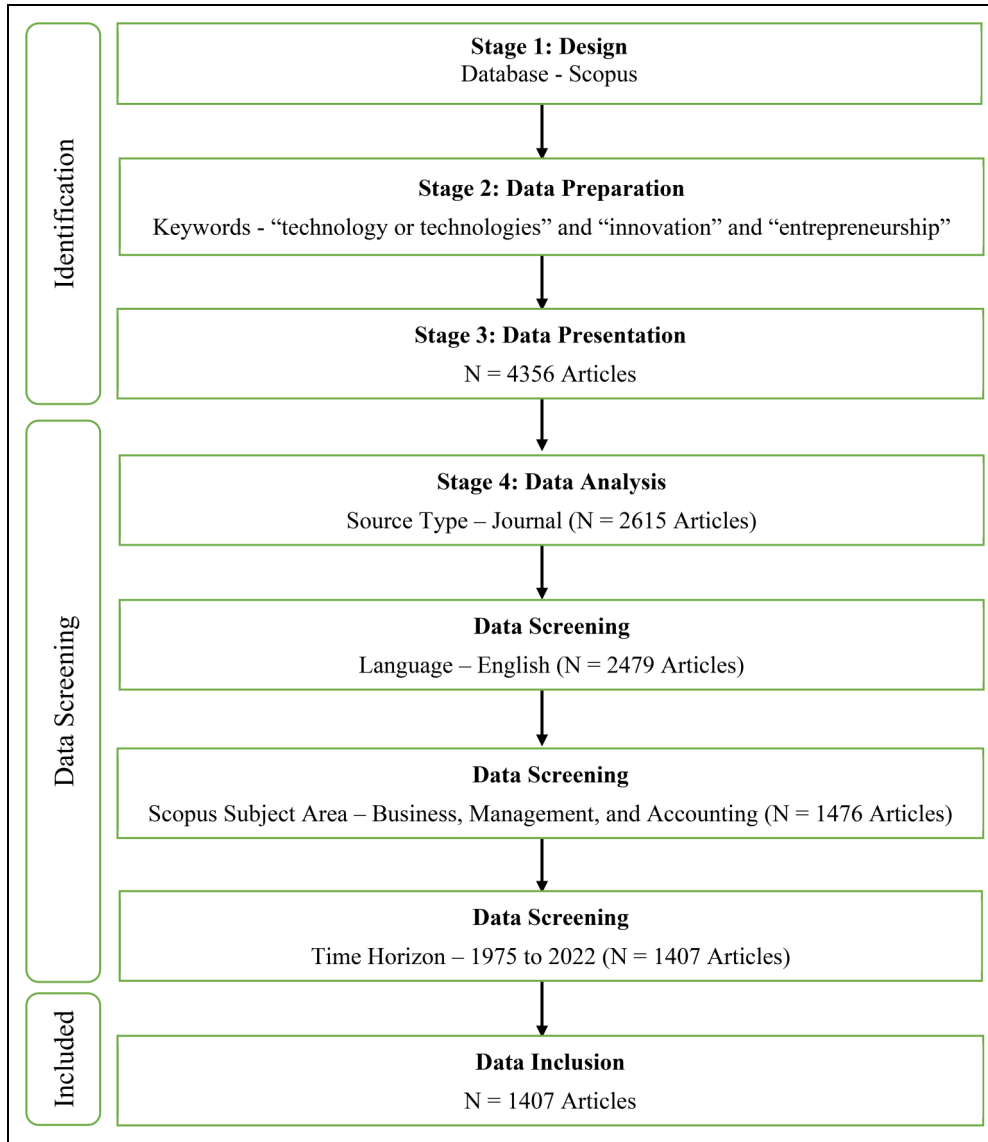 Identification
Stage 1: Design
Database - Scopus
Stage 2: Data Preparation
Keywords - “technology or technologies” and “innovation” and “entrepreneurship”
Stage 3: Data Presentation
N = 4356 Articles
Data Screening
Stage 4: Data Analysis
Source Type – Journal (N = 2615 Articles)
Data Screening
Language – English (N = 2479 Articles)
Data Screening
Scopus Subject Area – Business, Management, and Accounting (N = 1476 Articles)
Data Screening
Time Horizon – 1975 to 2022 (N = 1407 Articles)
Included
Data Inclusion
N = 1407 Articles